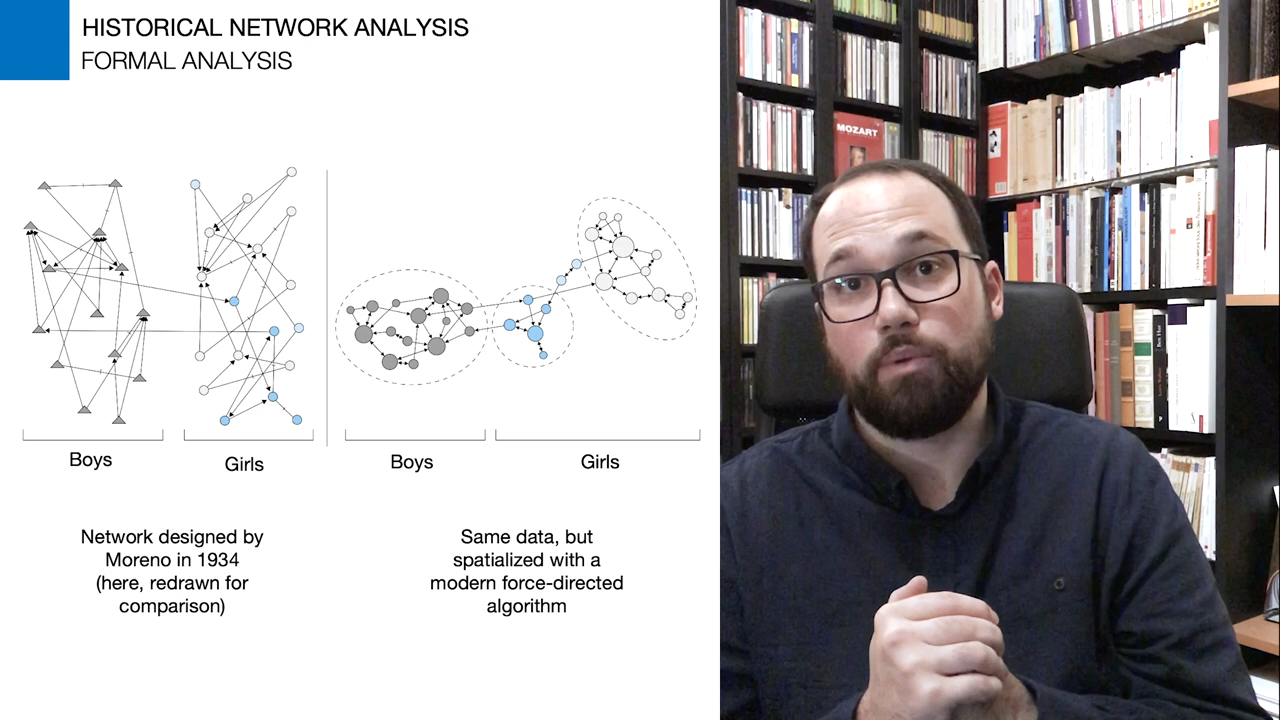 HISTORICAL NETWORK ANALYSIS
FORMAL ANALYSIS
MOZART
Boys
Girls
Boys
Girls
Network designed by
Moreno in 1934
(here, redrawn for
comparison)
Same data, but
spatialized with a
modern force-directed
algorithm